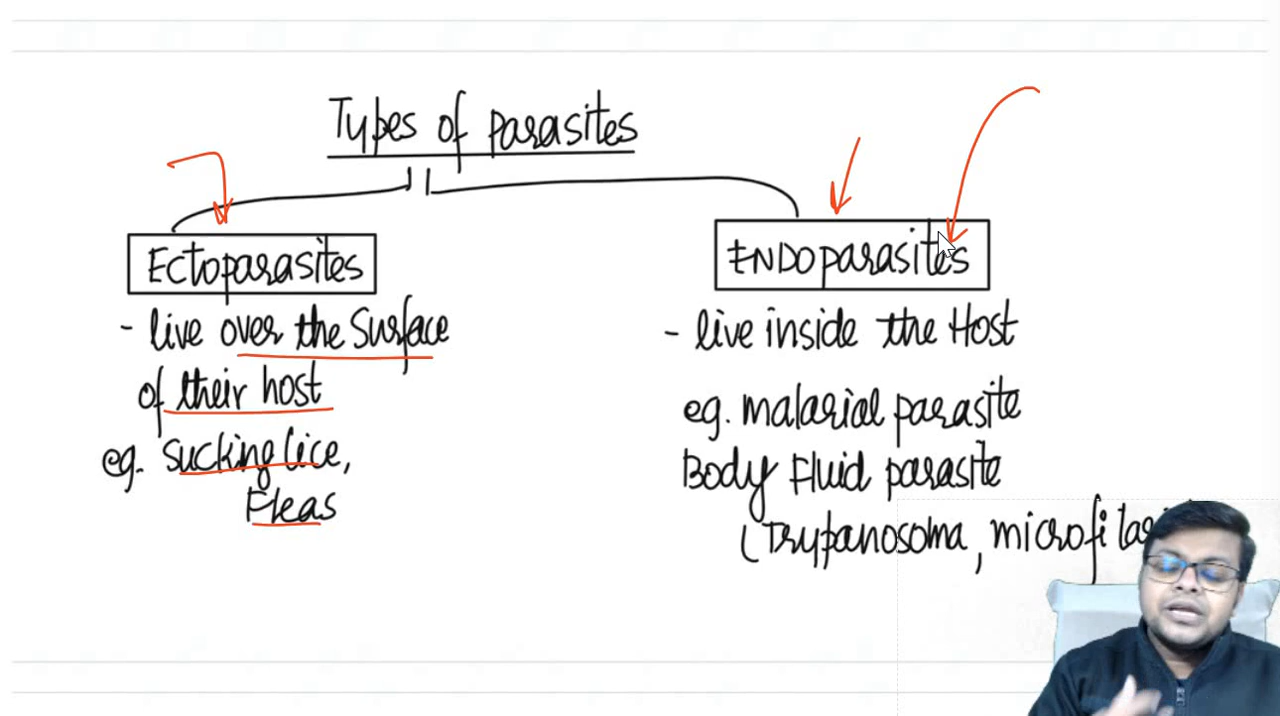 Types of parasites
Ectoparasites
- live over the Surface
of their host
eg. sucking lice,
Fleas
ENDOparasites
- live inside the Host
eg. malarial parasite
Body Fluid parasite
(Trypanosoma,